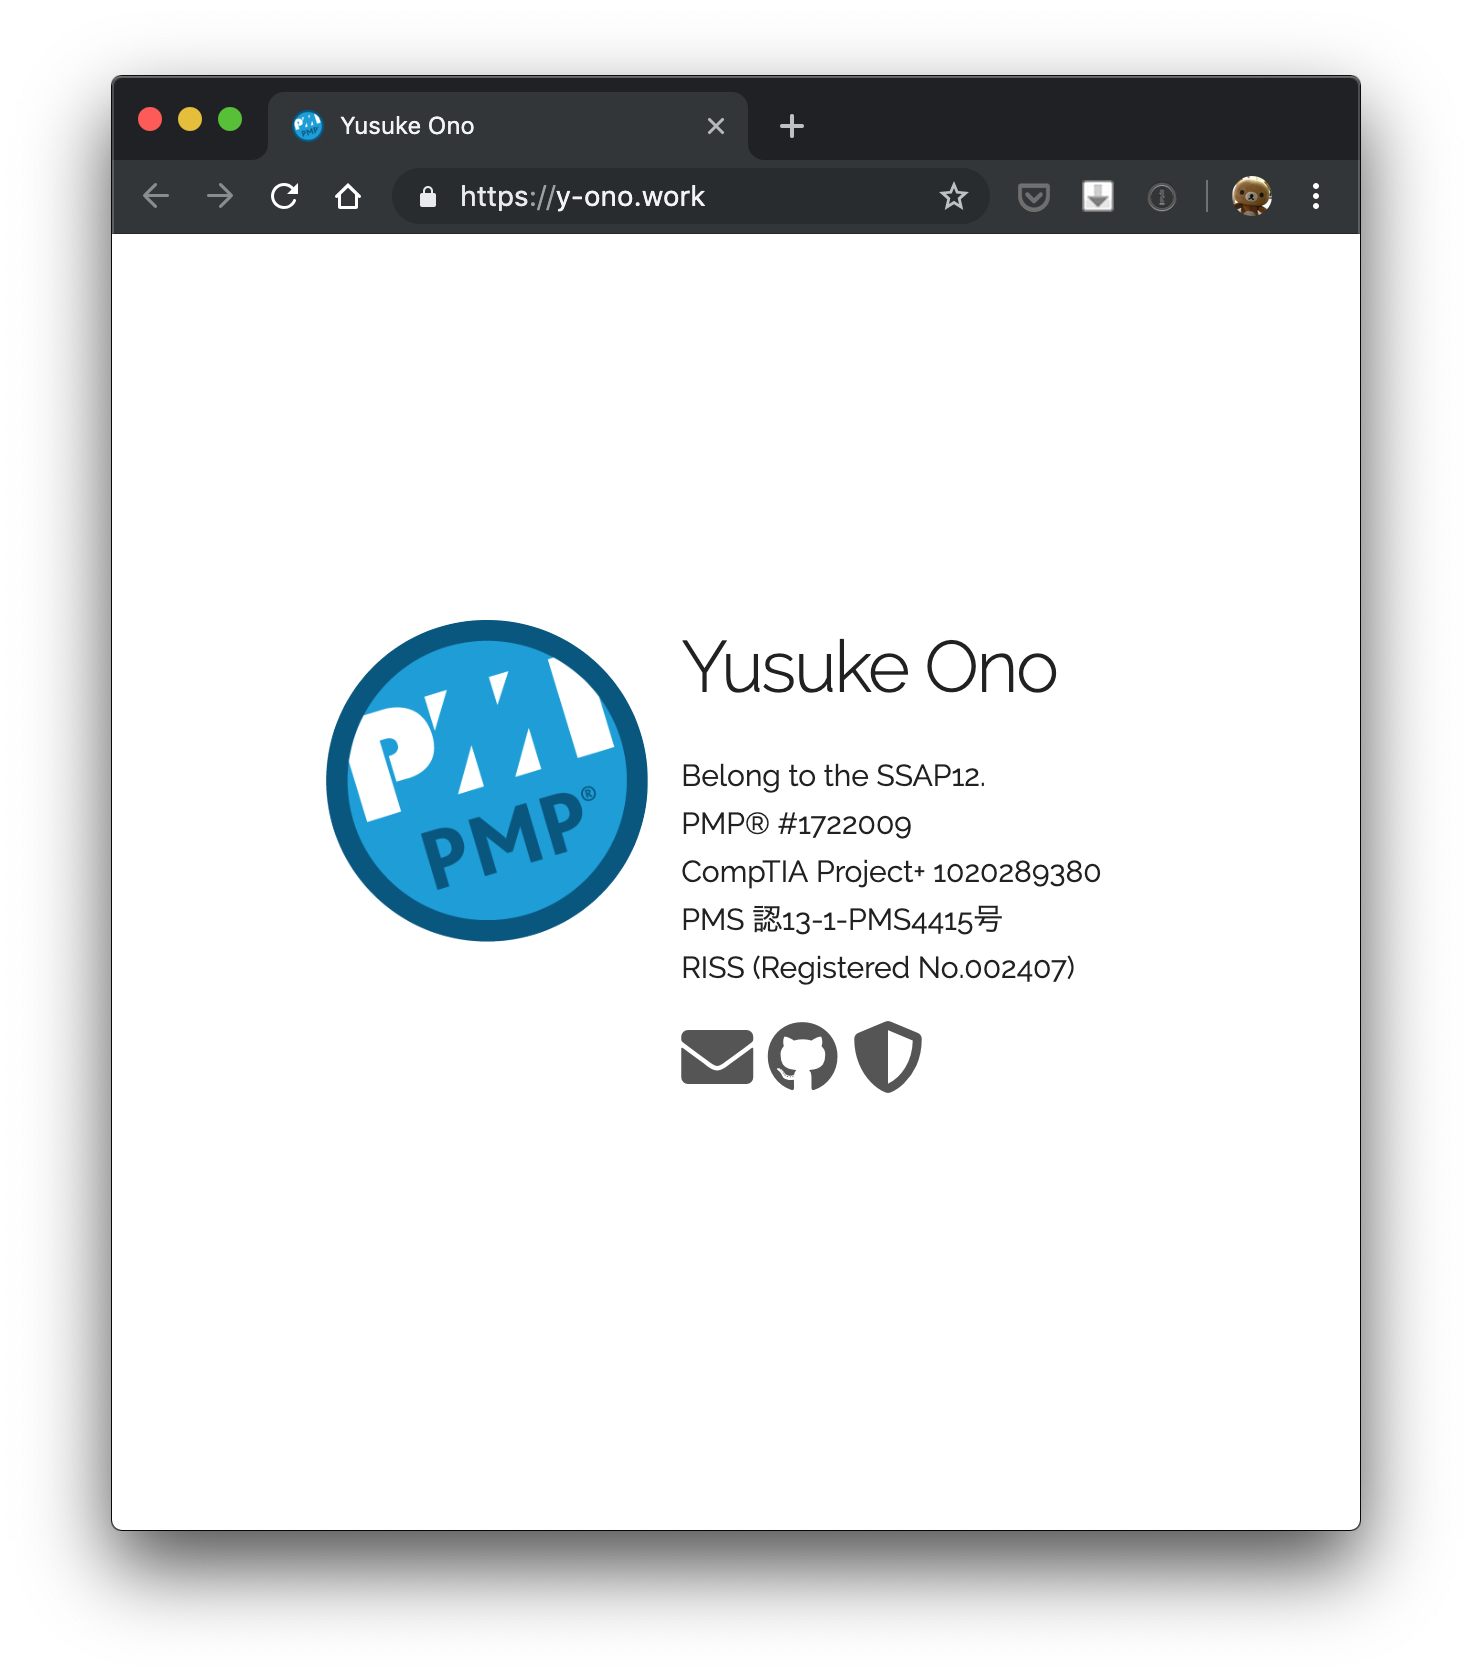 Yusuke Ono
https://y-ono.work
PMI
PMP®
Yusuke Ono
Belong to the SSAP12.
PMP® #1722009
CompTIA Project+ 1020289380
PMS 認13-1-PMS4415号
RISS (Registered No.002407)